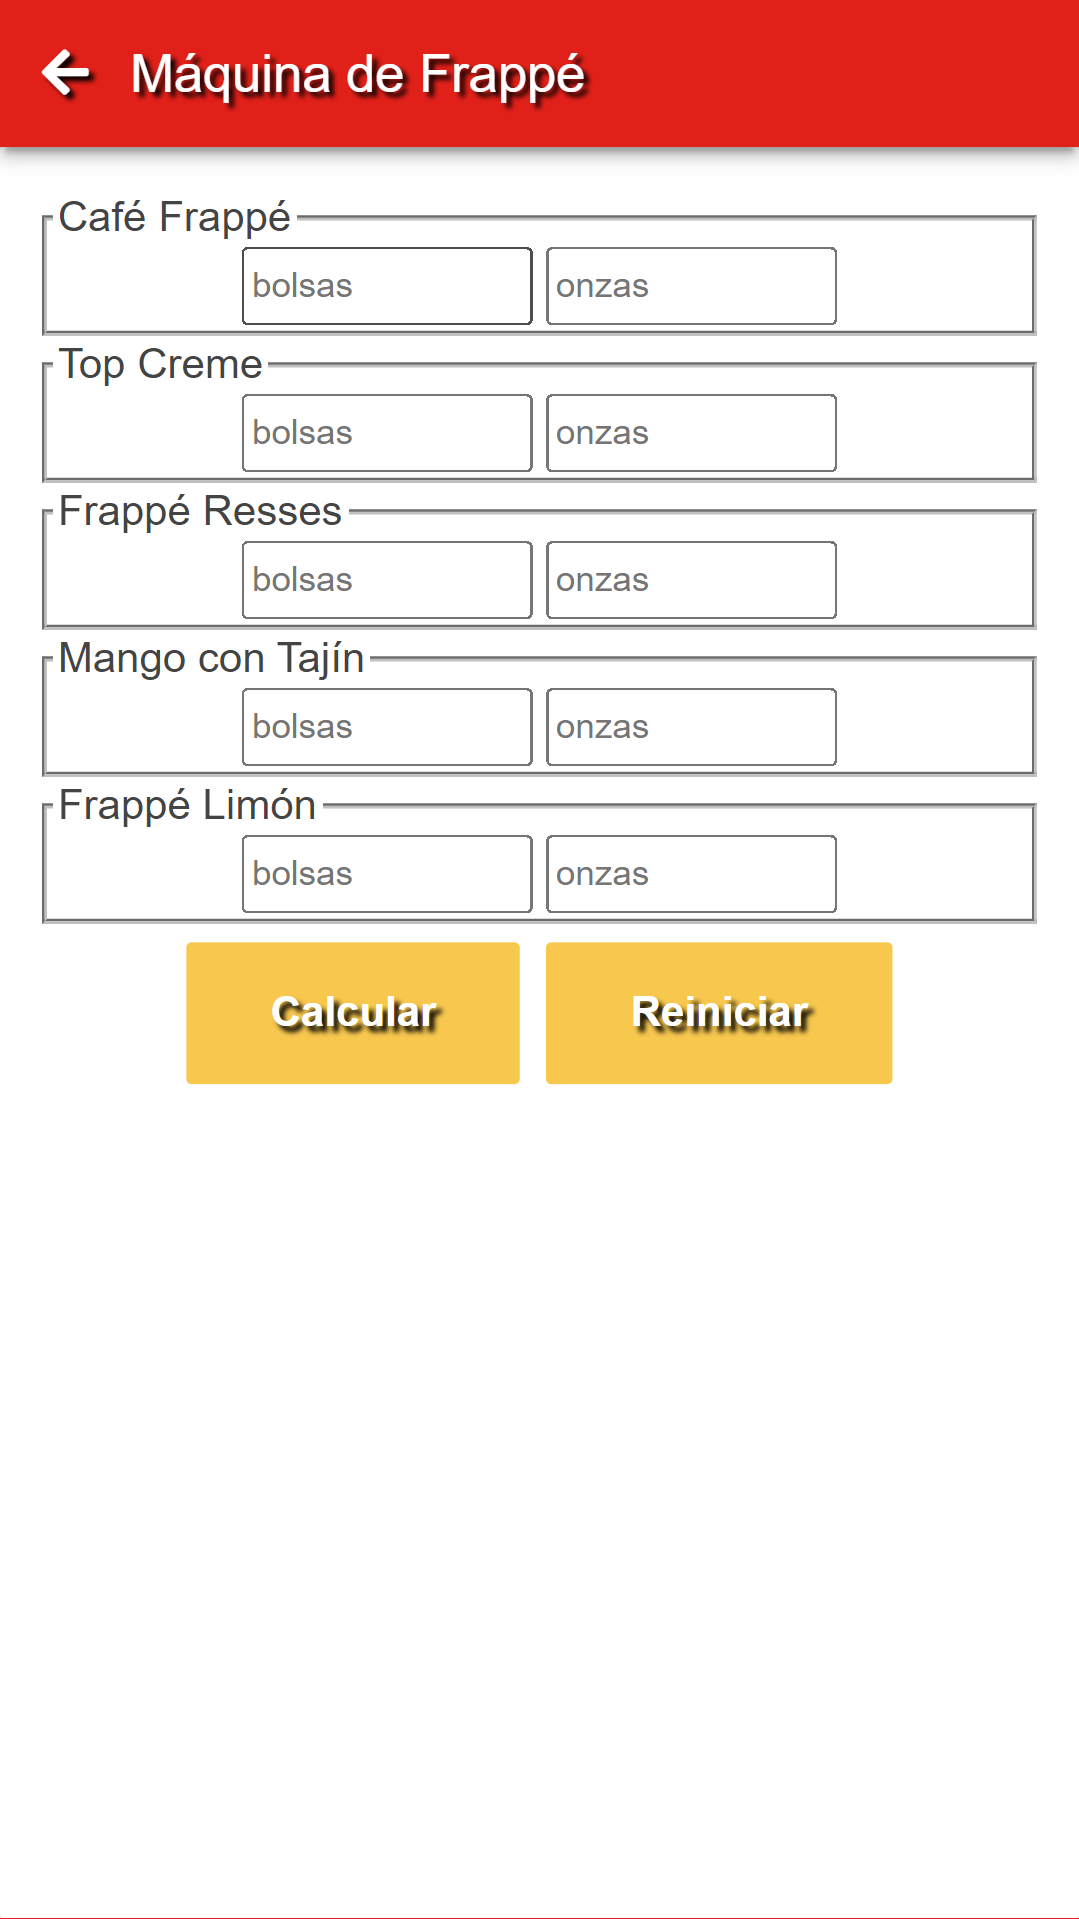 Máquina de Frappé
Café Frappé
bolsas onzas
Top Creme
bolsas onzas
Frappé Resses
bolsas onzas
Mango con Tajín
bolsas onzas
Frappé Limón
bolsas onzas
Calcular Reiniciar